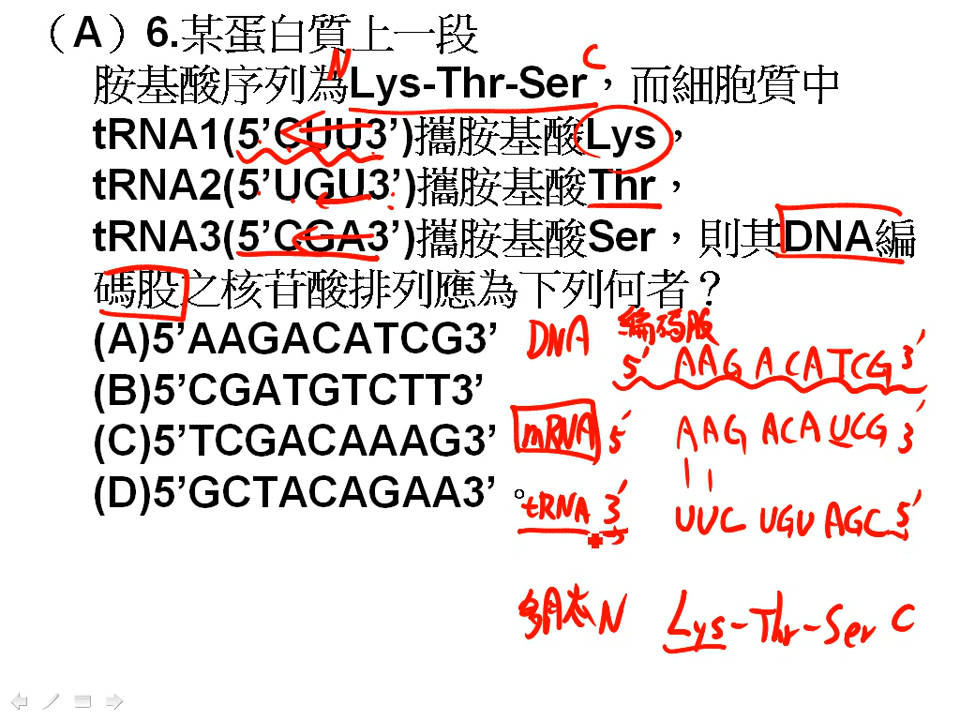 （A）6.某蛋白質上一段
N C
胺基酸序列為Lys-Thr-Ser，而細胞質中
tRNA1(5’CUU3’)攜胺基酸Lys，
tRNA2(5’UGU3’)攜胺基酸Thr，
tRNA3(5’CGA3’)攜胺基酸Ser，則其DNA編
碼股之核苷酸排列應為下列何者？
(A)5’AAGACATCG3’
(B)5’CGATGTCTT3’
(C)5’TCGACAAAG3’
(D)5’GCTACAGAA3’。
DNA 編码股
5' AAG ACATCG 3'
mRNA 5' AAG ACA UCG 3'
tRNA 3' UUC UGU AGC 5'
多月太 N Lys-Thr-Ser C